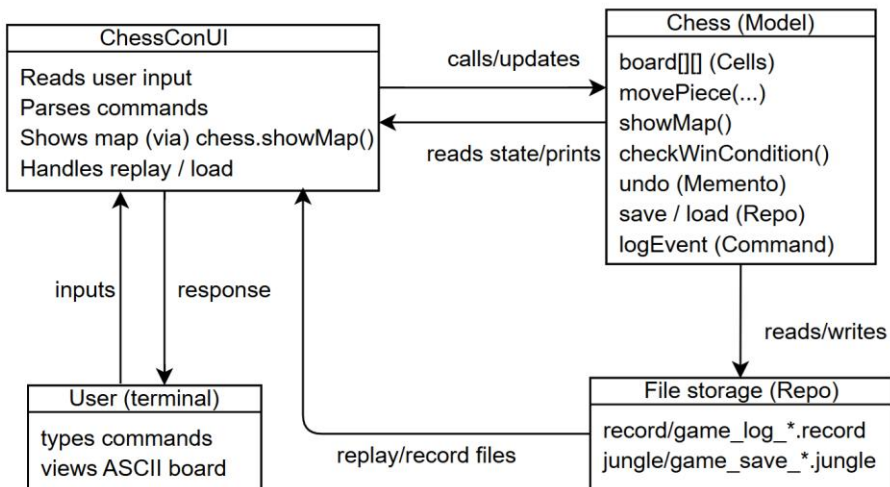 ChessConUI
Reads user input
Parses commands
Shows map (via) chess.showMap()
Handles replay / load
calls/updates
reads state/prints
Chess (Model)
board[][] (Cells)
movePiece(...)
showMap()
checkWinCondition()
undo (Memento)
save / load (Repo)
logEvent (Command)
inputs
response
reads/writes
User (terminal)
types commands
views ASCII board
replay/record files
File storage (Repo)
record/game_log_*.record
jungle/game_save_*.jungle